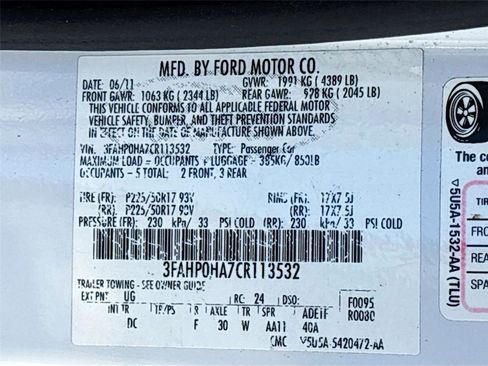 MFD. BY FORD MOTOR CO.
DATE: 06/11 GVWR: 1991 KG ( 4389 LB)
FRONT GAWR: 1063 KG ( 2344 LB) REAR GAWR: 928 KG ( 2045 LB)
THIS VEHICLE CONFORMS TO ALL APPLICABLE FEDERAL MOTOR
VEHICLE SAFETY, BUMPER, AND THEFT PREVENTION STANDARDS
IN EFFECT ON THE DATE OF MANUFACTURE SHOWN ABOVE.
VIN: 3FAHP0HA7CR113532 TYPE: Passenger Car
MAXIMUM LOAD = OCCUPANTS + LUGGAGE = 385KG/850LB
OCCUPANTS - 5 TOTAL : 2 FRONT, 3 REAR
TIRE (FR): P225/50R17 93V RIMS (FR): 17X7.5J
(RR): P225/50R17 93V (RR): 17X7.5J
PRESSURE (FR): 230 kPa/ 33 PSI COLD (RR): 230 kPa/ 33 PSI COLD
3FAHP0HA7CR113532
TRAILER TOWING - SEE OWNER GUIDE
EXT PNT: UG RC: 24 DSO: F0095
R0080
INT TR TP/PS R AXLE TR SPR
DC F 30 W AA11 40A
CMC V5U5A-5420472-AA
▽5U5A-1532-AA (TLU)
The co
and
TIR
FRO
REA
SPA